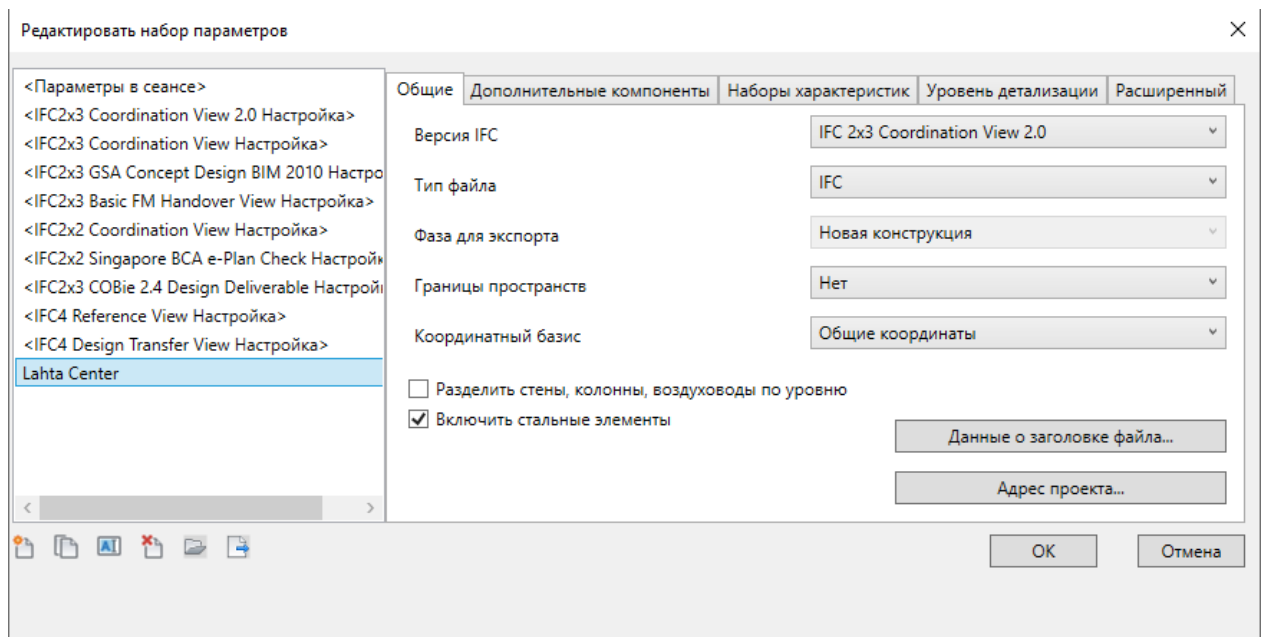 Редактировать набор параметров
<Параметры в сеансе>
<IFC2x3 Coordination View 2.0 Настройка>
<IFC2x3 Coordination View Настройка>
<IFC2x3 GSA Concept Design BIM 2010 Настро
<IFC2x3 Basic FM Handover View Настройка>
<IFC2x2 Coordination View Настройка>
<IFC2x2 Singapore BCA e-Plan Check Настройк
<IFC2x3 COBie 2.4 Design Deliverable Настрой
<IFC4 Reference View Настройка>
<IFC4 Design Transfer View Настройка>
Lahta Center
Общие Дополнительные компоненты Наборы характеристик Уровень детализации Расширенный
Версия IFC IFC 2x3 Coordination View 2.0
Тип файла IFC
Фаза для экспорта Новая конструкция
Границы пространств Нет
Координатный базис Общие координаты
Разделить стены, колонны, воздуховоды по уровню
Включить стальные элементы
Данные о заголовке файла...
Адрес проекта...
AI
OK Отмена